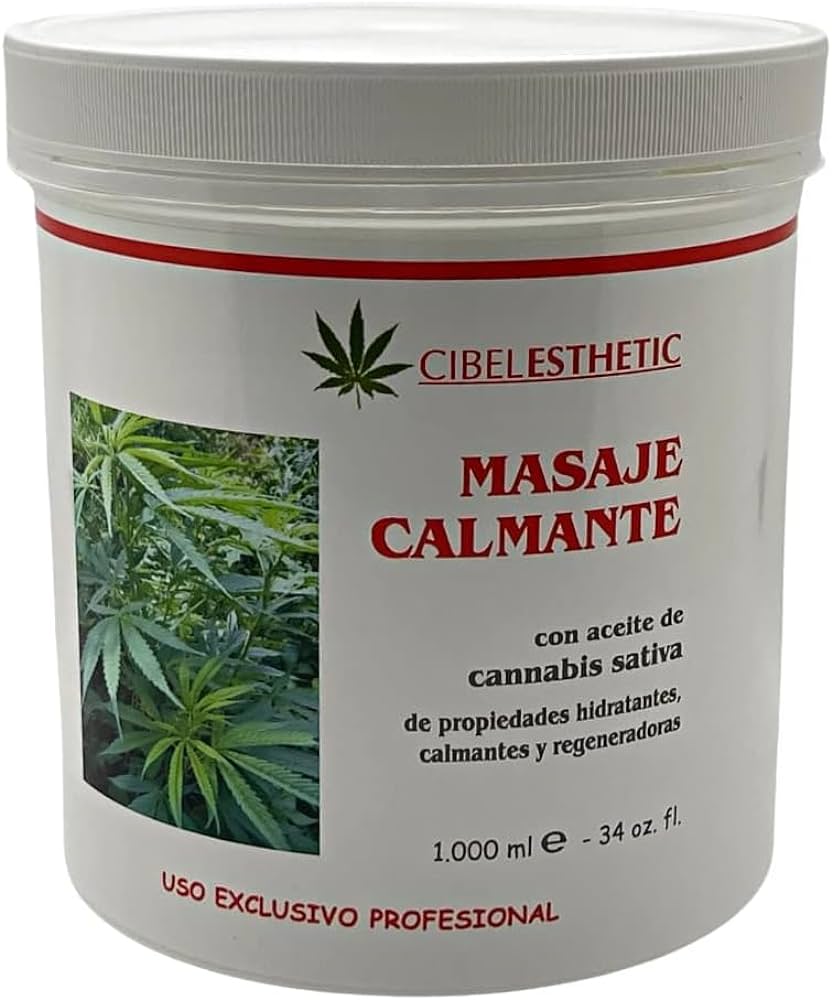 CIBELESTHETIC
MASAJE
CALMANTE
con aceite de
cannabis sativa
de propiedades hidratantes,
calmantes y regeneradoras
1.000 ml e - 34 oz. fl.
USO EXCLUSIVO PROFESIONAL